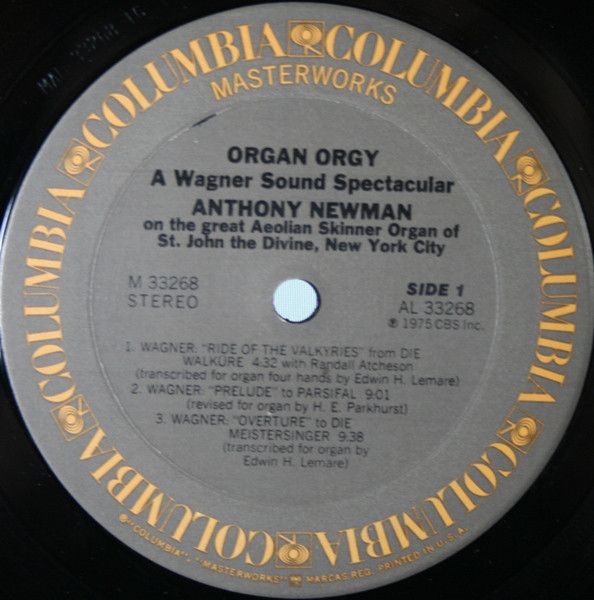 COLUMBIA COLUMBIA COLUMBIA COLUMBIA COLUMBIA COLUMBIA COLUMBIA
MASTERWORKS
ORGAN ORGY
A Wagner Sound Spectacular
ANTHONY NEWMAN
on the great Aeolian Skinner Organ of
St. John the Divine, New York City
M 33268
STEREO
SIDE 1
AL 33268
℗ 1975 CBS Inc.
1. WAGNER: "RIDE OF THE VALKYRIES" from DIE
WALKÜRE 4:32 with Randall Atcheson
(transcribed for organ four hands by Edwin H. Lemare)
2. WAGNER: "PRELUDE" to PARSIFAL 9:01
(revised for organ by H. E. Parkhurst)
3. WAGNER: "OVERTURE" to DIE
MEISTERSINGER 9:38
(transcribed for organ by
Edwin H. Lemare)
®"COLUMBIA", "MASTERWORKS" MARCAS REG. PRINTED IN U.S.A.